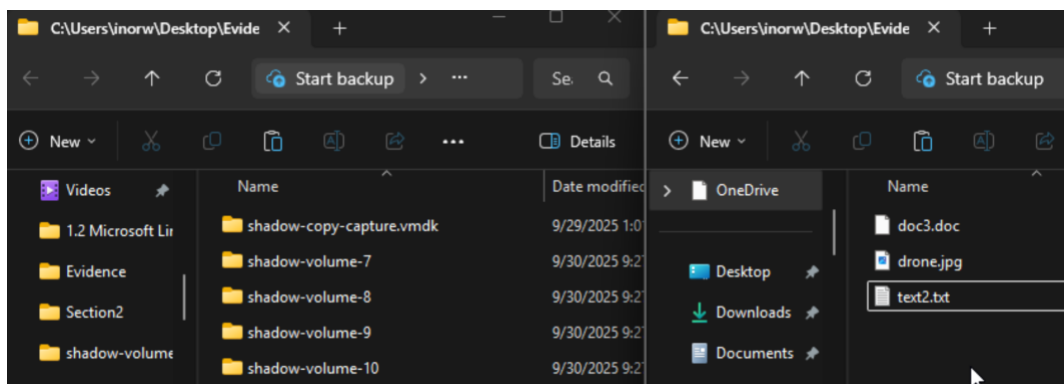 C:\Users\inorw\Desktop\Evide
Start backup
Se.
New
Details
Videos
1.2 Microsoft Lir
Evidence
Section2
shadow-volume
Name
Date modified
shadow-copy-capture.vmdk
9/29/2025 1:0
shadow-volume-7
9/30/2025 9:2
shadow-volume-8
9/30/2025 9:2
shadow-volume-9
9/30/2025 9:2
shadow-volume-10
9/30/2025 9:2
C:\Users\inorw\Desktop\Evide
Start backup
New
OneDrive
Desktop
Downloads
Documents
Name
doc3.doc
drone.jpg
text2.txt